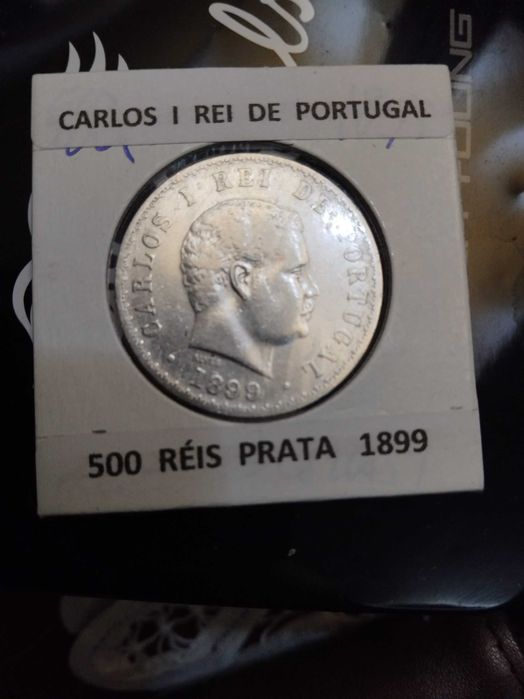 CARLOS I REI DE PORTUGAL
CARLOS I REI DE PORTUGAL
1899
500 RÉIS PRATA 1899